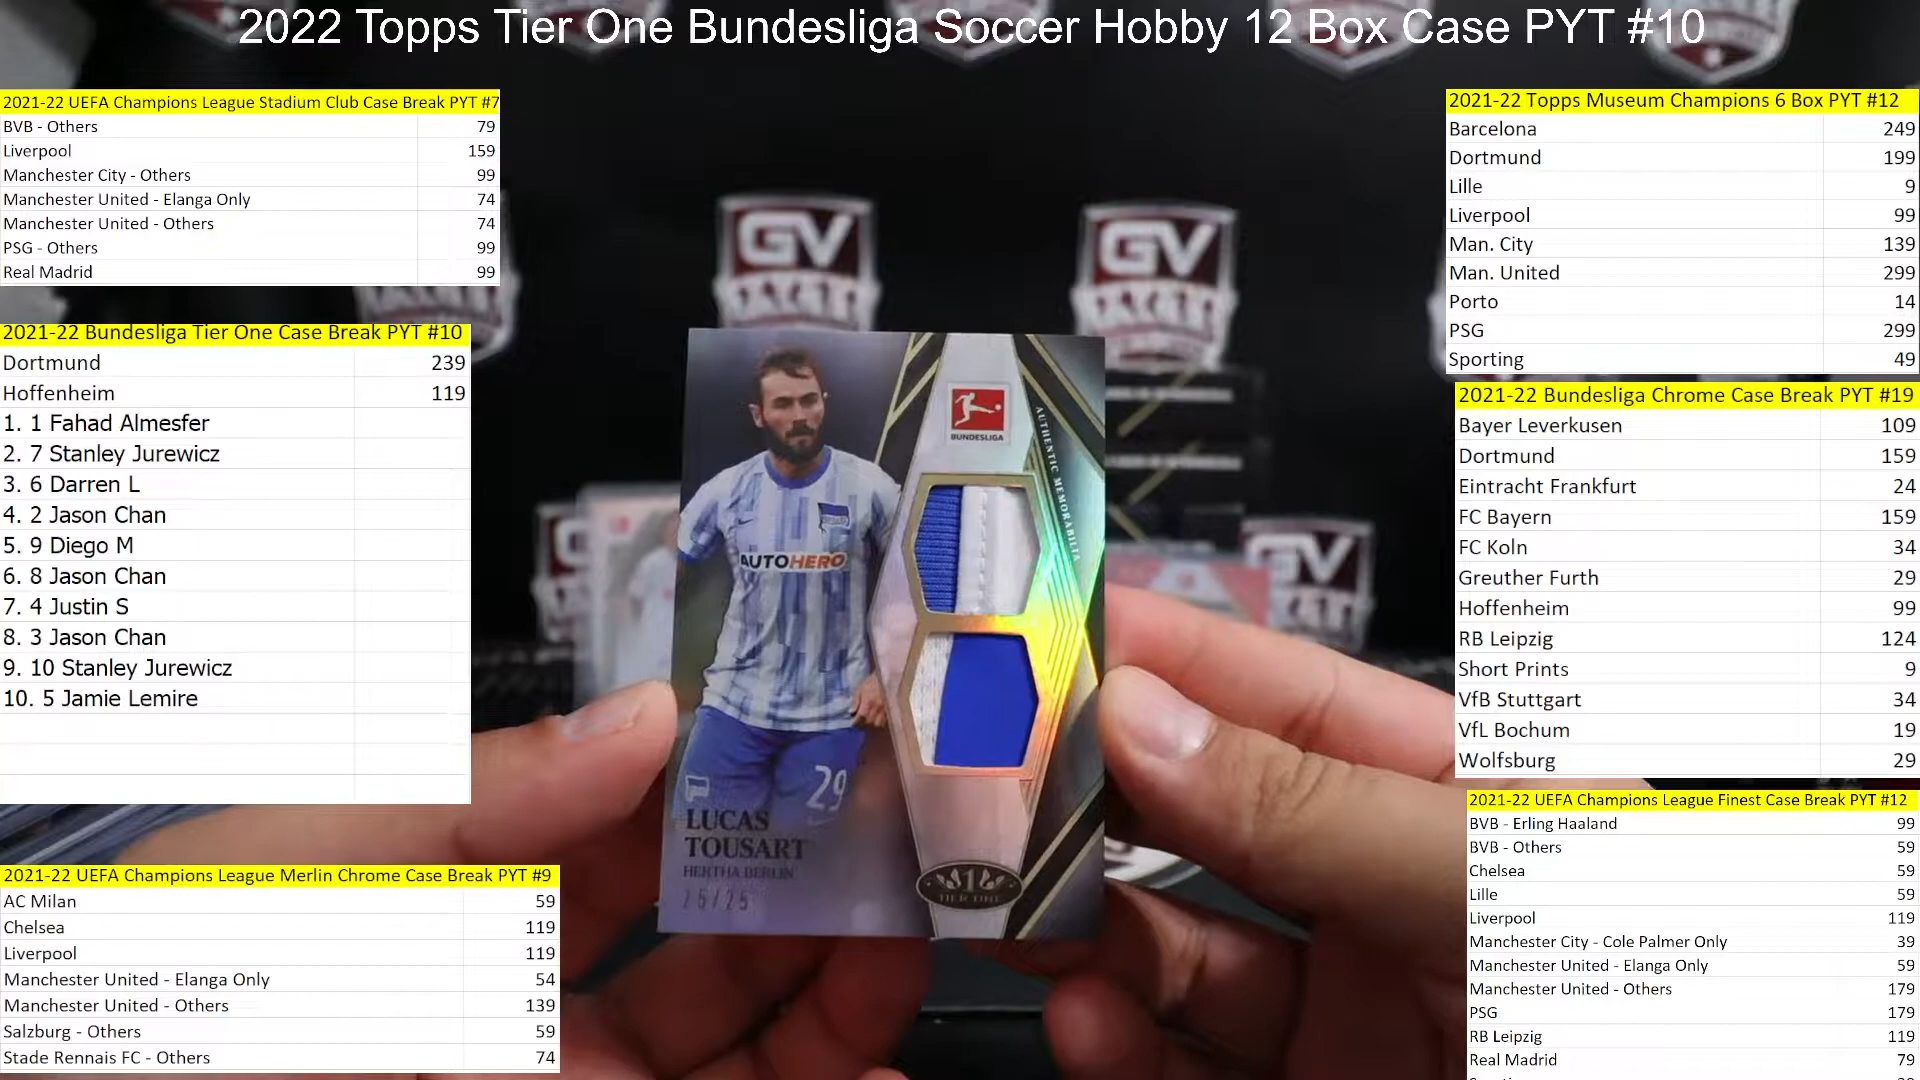 2022 Topps Tier One Bundesliga Soccer Hobby 12 Box Case PYT #10
2021-22 UEFA Champions League Stadium Club Case Break PYT #7
BVB - Others 79
Liverpool 159
Manchester City - Others 99
Manchester United - Elanga Only 74
Manchester United - Others 74
PSG - Others 99
Real Madrid 99
2021-22 Bundesliga Tier One Case Break PYT #10
Dortmund 239
Hoffenheim 119
1. 1 Fahad Almesfer
2. 7 Stanley Jurewicz
3. 6 Darren L
4. 2 Jason Chan
5. 9 Diego M
6. 8 Jason Chan
7. 4 Justin S
8. 3 Jason Chan
9. 10 Stanley Jurewicz
10. 5 Jamie Lemire
2021-22 UEFA Champions League Merlin Chrome Case Break PYT #9
AC Milan 59
Chelsea 119
Liverpool 119
Manchester United - Elanga Only 54
Manchester United - Others 139
Salzburg - Others 59
Stade Rennais FC - Others 74
GV
GV
GV
BUNDESLIGA
AUTHENTIC MEMORABILIA
AUTOHERO
29
LUCAS
TOUSART
HERTHA BERLIN
25/25
1
TIER ONE
2021-22 Topps Museum Champions 6 Box PYT #12
Barcelona 249
Dortmund 199
Lille 9
Liverpool 99
Man. City 139
Man. United 299
Porto 14
PSG 299
Sporting 49
2021-22 Bundesliga Chrome Case Break PYT #19
Bayer Leverkusen 109
Dortmund 159
Eintracht Frankfurt 24
FC Bayern 159
FC Koln 34
Greuther Furth 29
Hoffenheim 99
RB Leipzig 124
Short Prints 9
VfB Stuttgart 34
VfL Bochum 19
Wolfsburg 29
2021-22 UEFA Champions League Finest Case Break PYT #12
BVB - Erling Haaland 99
BVB - Others 59
Chelsea 59
Lille 59
Liverpool 119
Manchester City - Cole Palmer Only 39
Manchester United - Elanga Only 59
Manchester United - Others 179
PSG 179
RB Leipzig 119
Real Madrid 79